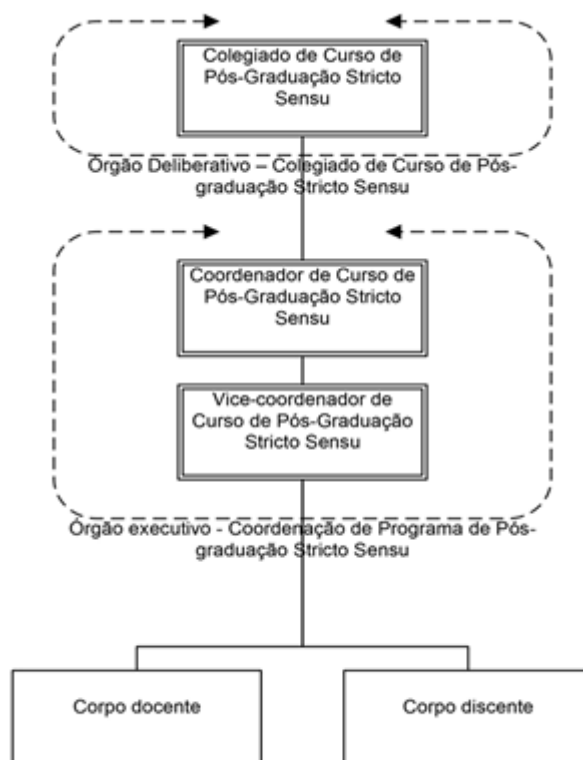 Colegiado de Curso de
Pós-Graduação Stricto
Sensu
Órgão Deliberativo – Colegiado de Curso de Pós-
graduação Stricto Sensu
Coordenador de Curso de
Pós-Graduação Stricto
Sensu
Vice-coordenador de
Curso de Pós-Graduação
Stricto Sensu
Órgão executivo - Coordenação de Programa de Pós-
graduação Stricto Sensu
Corpo docente
Corpo discente